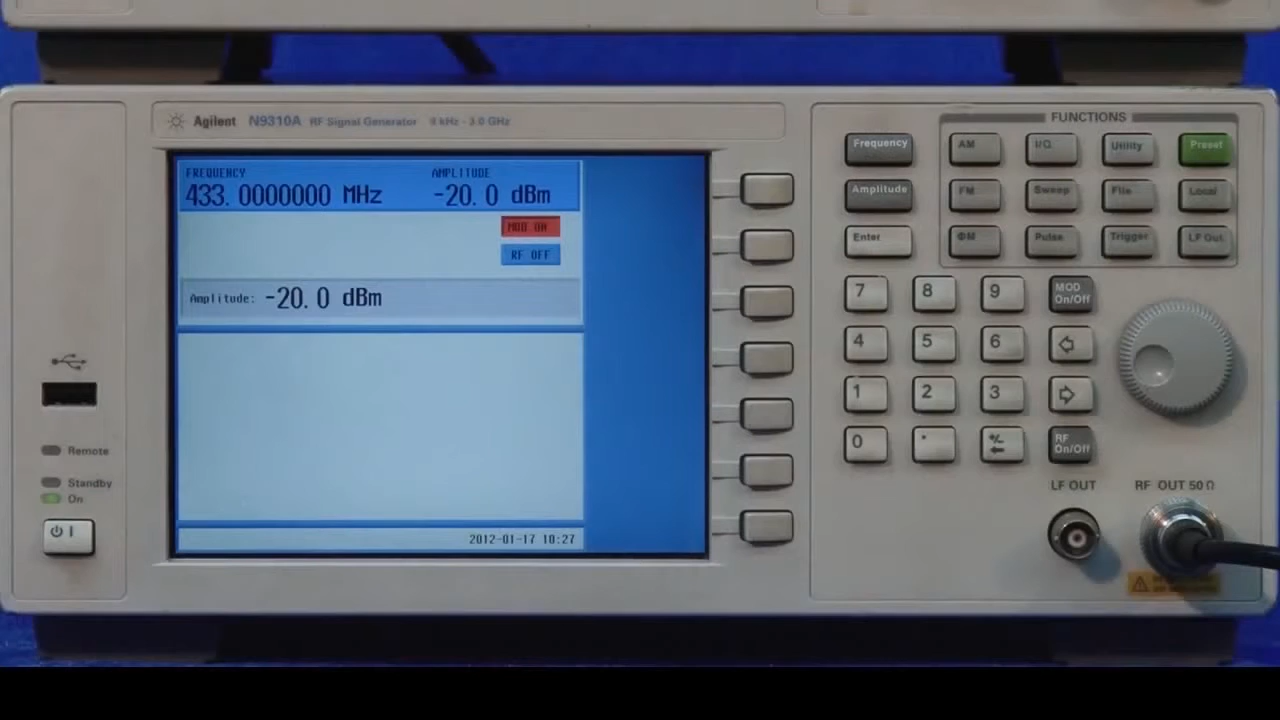 Agilent N9310A RF Signal Generator 9 kHz - 3.0 GHz
FREQUENCY AMPLITUDE
433.0000000 MHz -20.0 dBm
MOD ON
RF OFF
Amplitude: -20.0 dBm
2012-01-17 10:27
Remote
Standby
On
FUNCTIONS
Frequency AM I/Q Utility Preset
Amplitude FM Sweep File Local
Enter ΦM Pulse Trigger LF Out
7 8 9 MOD On/Off
4 5 6
1 2 3
0 . +/- RF On/Off
LF OUT RF OUT 50 Ω